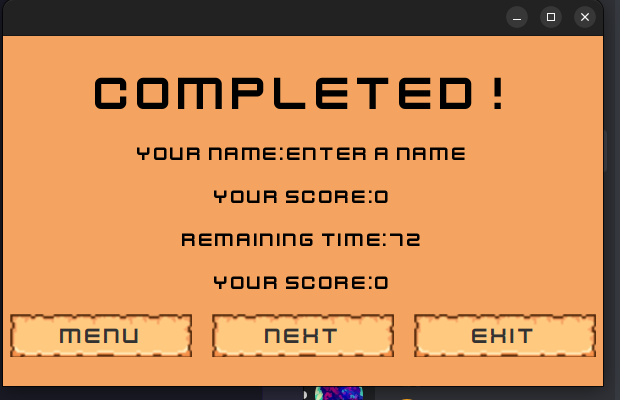 COMPLETED !
YOUR NAME:ENTER A NAME
YOUR SCORE:0
REMAINING TIME:72
YOUR SCORE:0
MENU NEXT EXIT